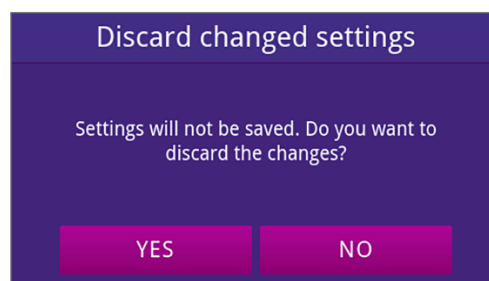 Discard changed settings
Settings will not be saved. Do you want to
discard the changes?
YES
NO